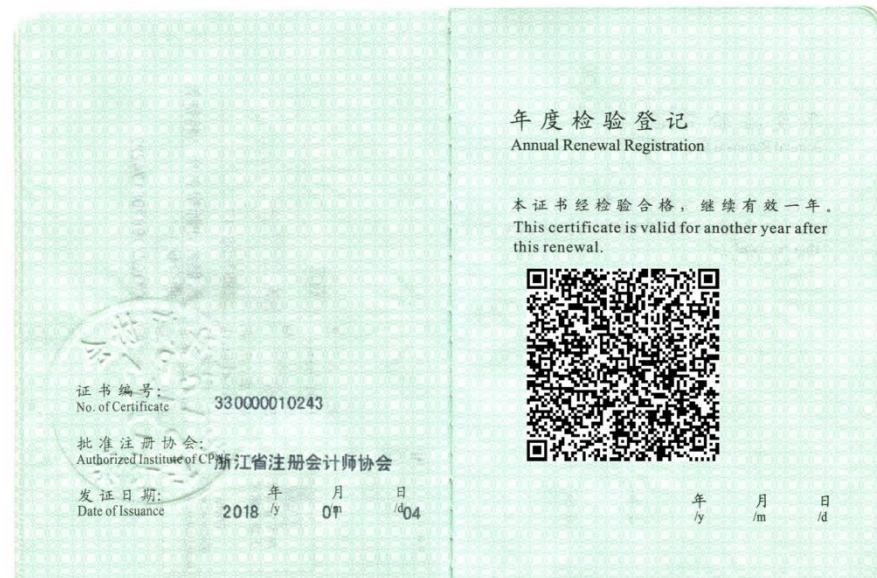 证书编号:
No. of Certificate
330000010243
批准注册协会:
Authorized Institute of CPAs
浙江省注册会计师协会
发证日期:
Date of Issuance
2018 年 /y 01 月 /m 04 日 /d
年度检验登记
Annual Renewal Registration
本证书经检验合格，继续有效一年。
This certificate is valid for another year after
this renewal.
年 月 日
/y /m /d